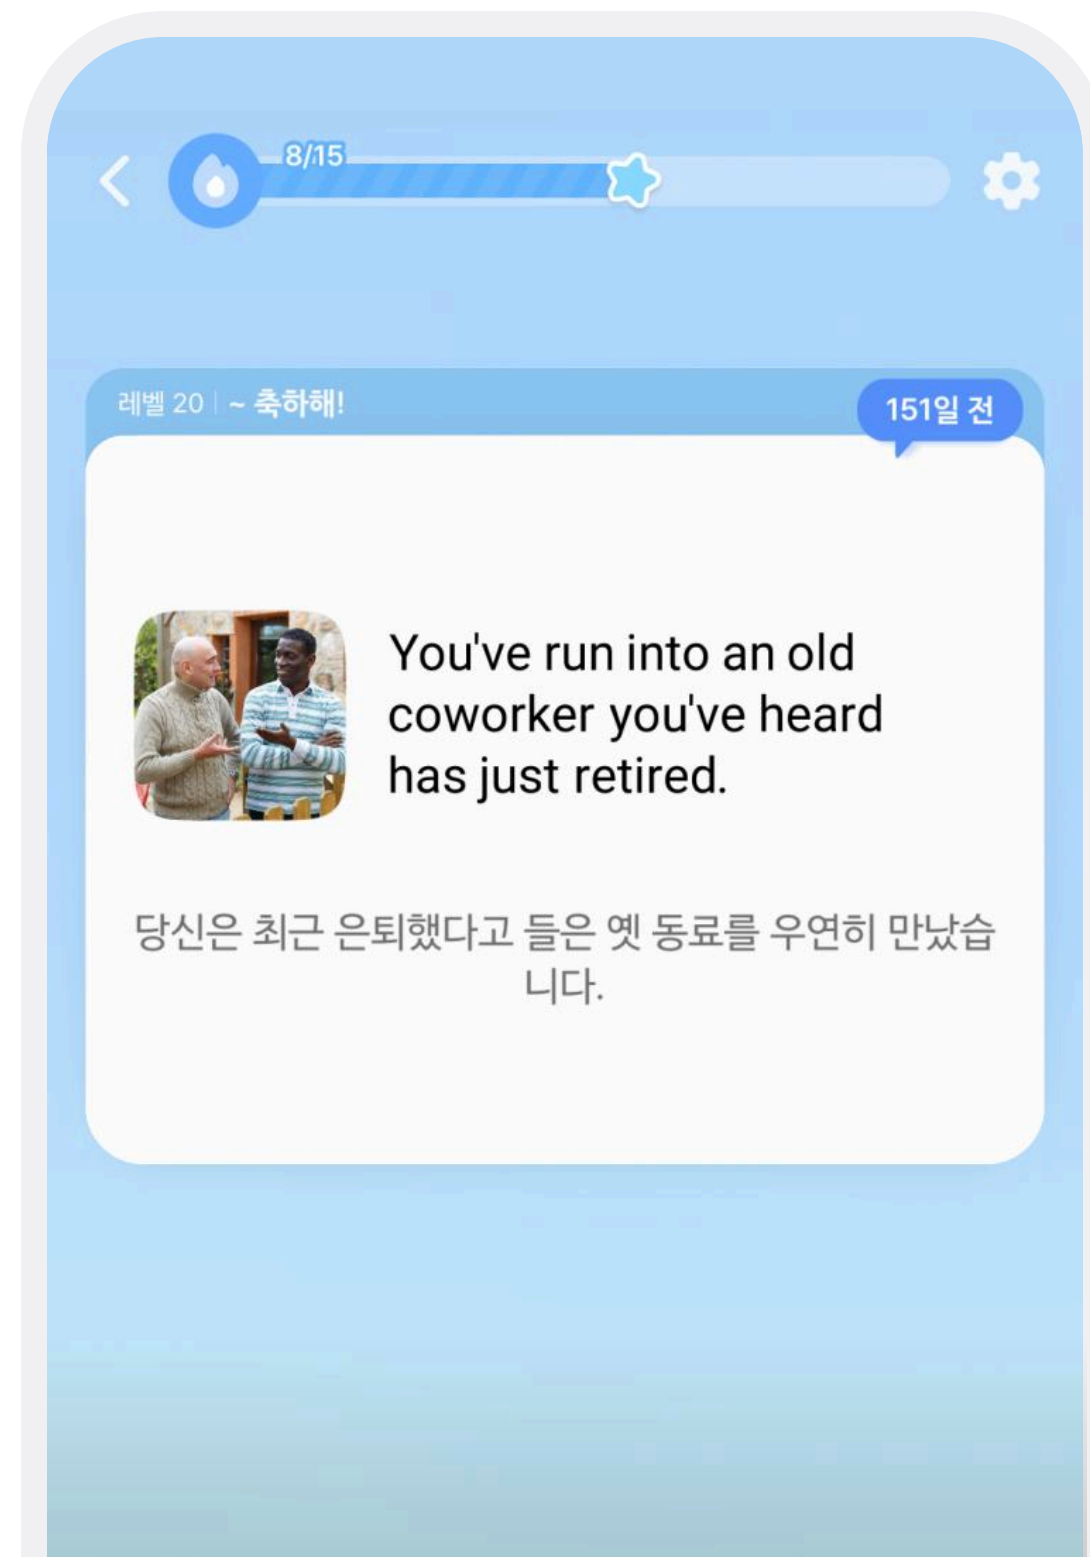 8/15
레벨 20 | ~ 축하해!
151일 전
You've run into an old
coworker you've heard
has just retired.
당신은 최근 은퇴했다고 들은 옛 동료를 우연히 만났습
니다.